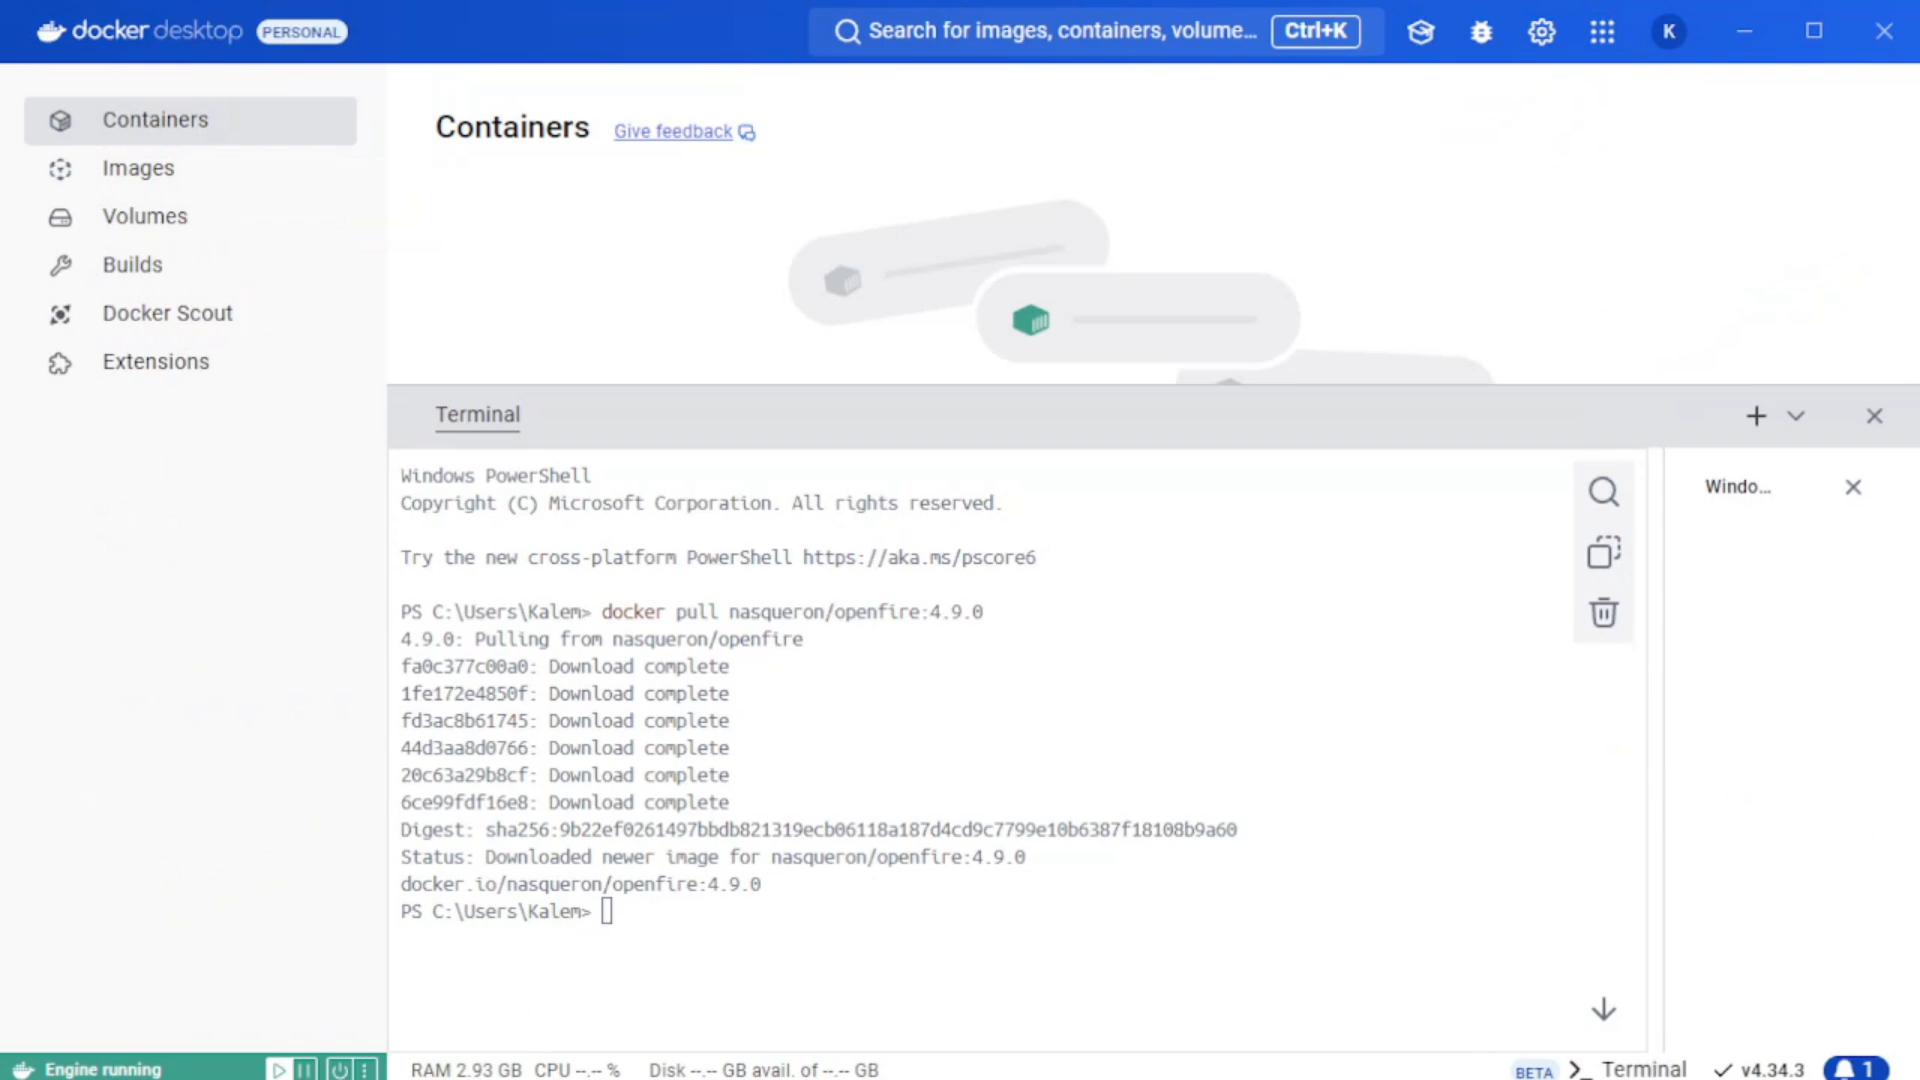 docker desktop PERSONAL
Search for images, containers, volume... Ctrl+K
K
Containers
Images
Volumes
Builds
Docker Scout
Extensions
Containers Give feedback
Terminal
Windows PowerShell
Copyright (C) Microsoft Corporation. All rights reserved.
Try the new cross-platform PowerShell https://aka.ms/pscore6
PS C:\Users\Kalem> docker pull nasqueron/openfire:4.9.0
4.9.0: Pulling from nasqueron/openfire
fa0c377c00a0: Download complete
1fe172e4850f: Download complete
fd3ac8b61745: Download complete
44d3aa8d0766: Download complete
20c63a29b8cf: Download complete
6ce99fdf16e8: Download complete
Digest: sha256:9b22ef0261497bbdb821319ecb06118a187d4cd9c7799e10b6387f18108b9a60
Status: Downloaded newer image for nasqueron/openfire:4.9.0
docker.io/nasqueron/openfire:4.9.0
PS C:\Users\Kalem>
Windo...
Engine running
RAM 2.93 GB CPU --.-- % Disk --.-- GB avail. of --.-- GB
BETA >_ Terminal v4.34.3 1